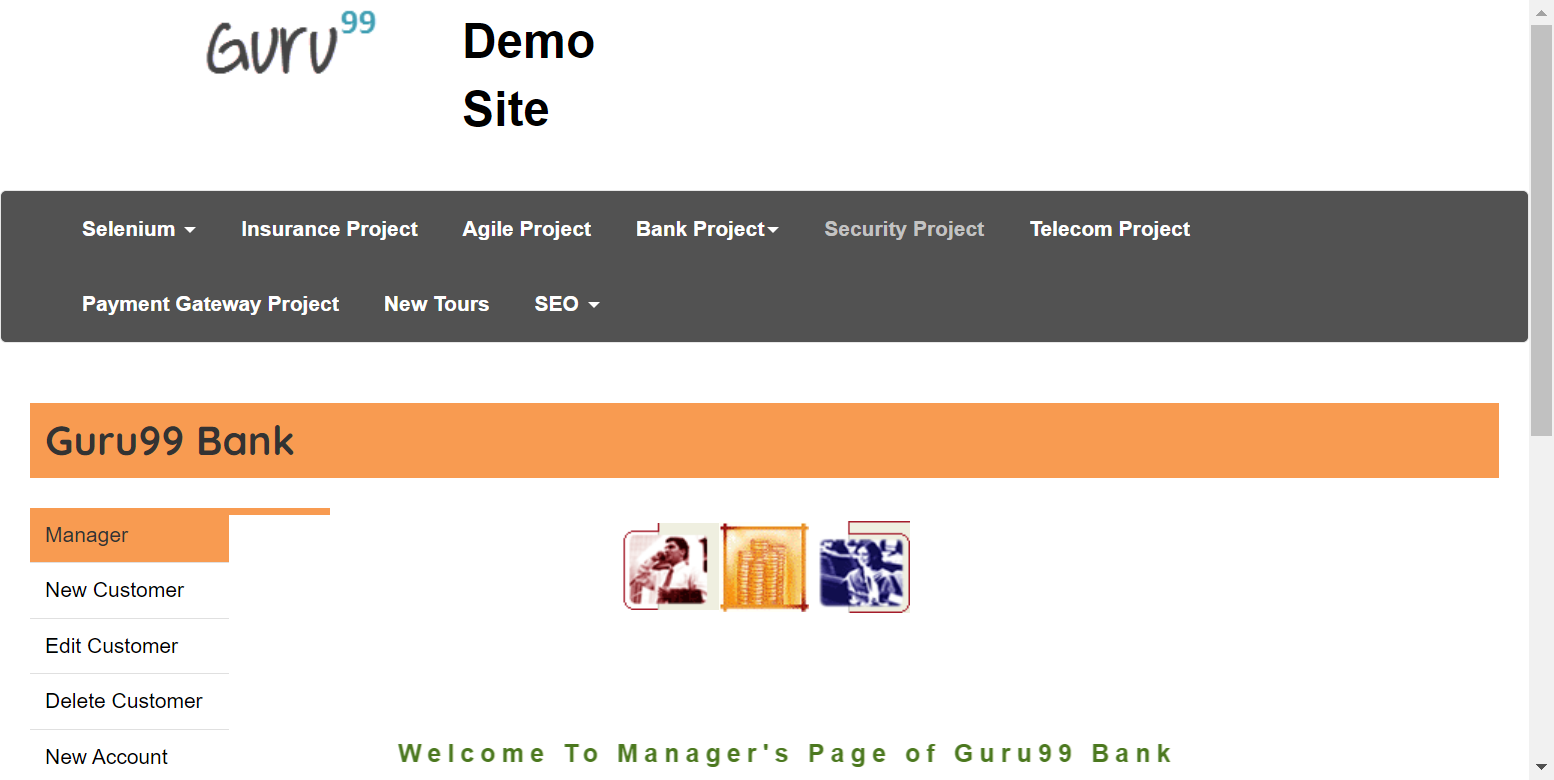 Guru99
Demo
Site
Selenium
Insurance Project
Agile Project
Bank Project
Security Project
Telecom Project
Payment Gateway Project
New Tours
SEO
Guru99 Bank
Manager
New Customer
Edit Customer
Delete Customer
New Account
Welcome To Manager's Page of Guru99 Bank